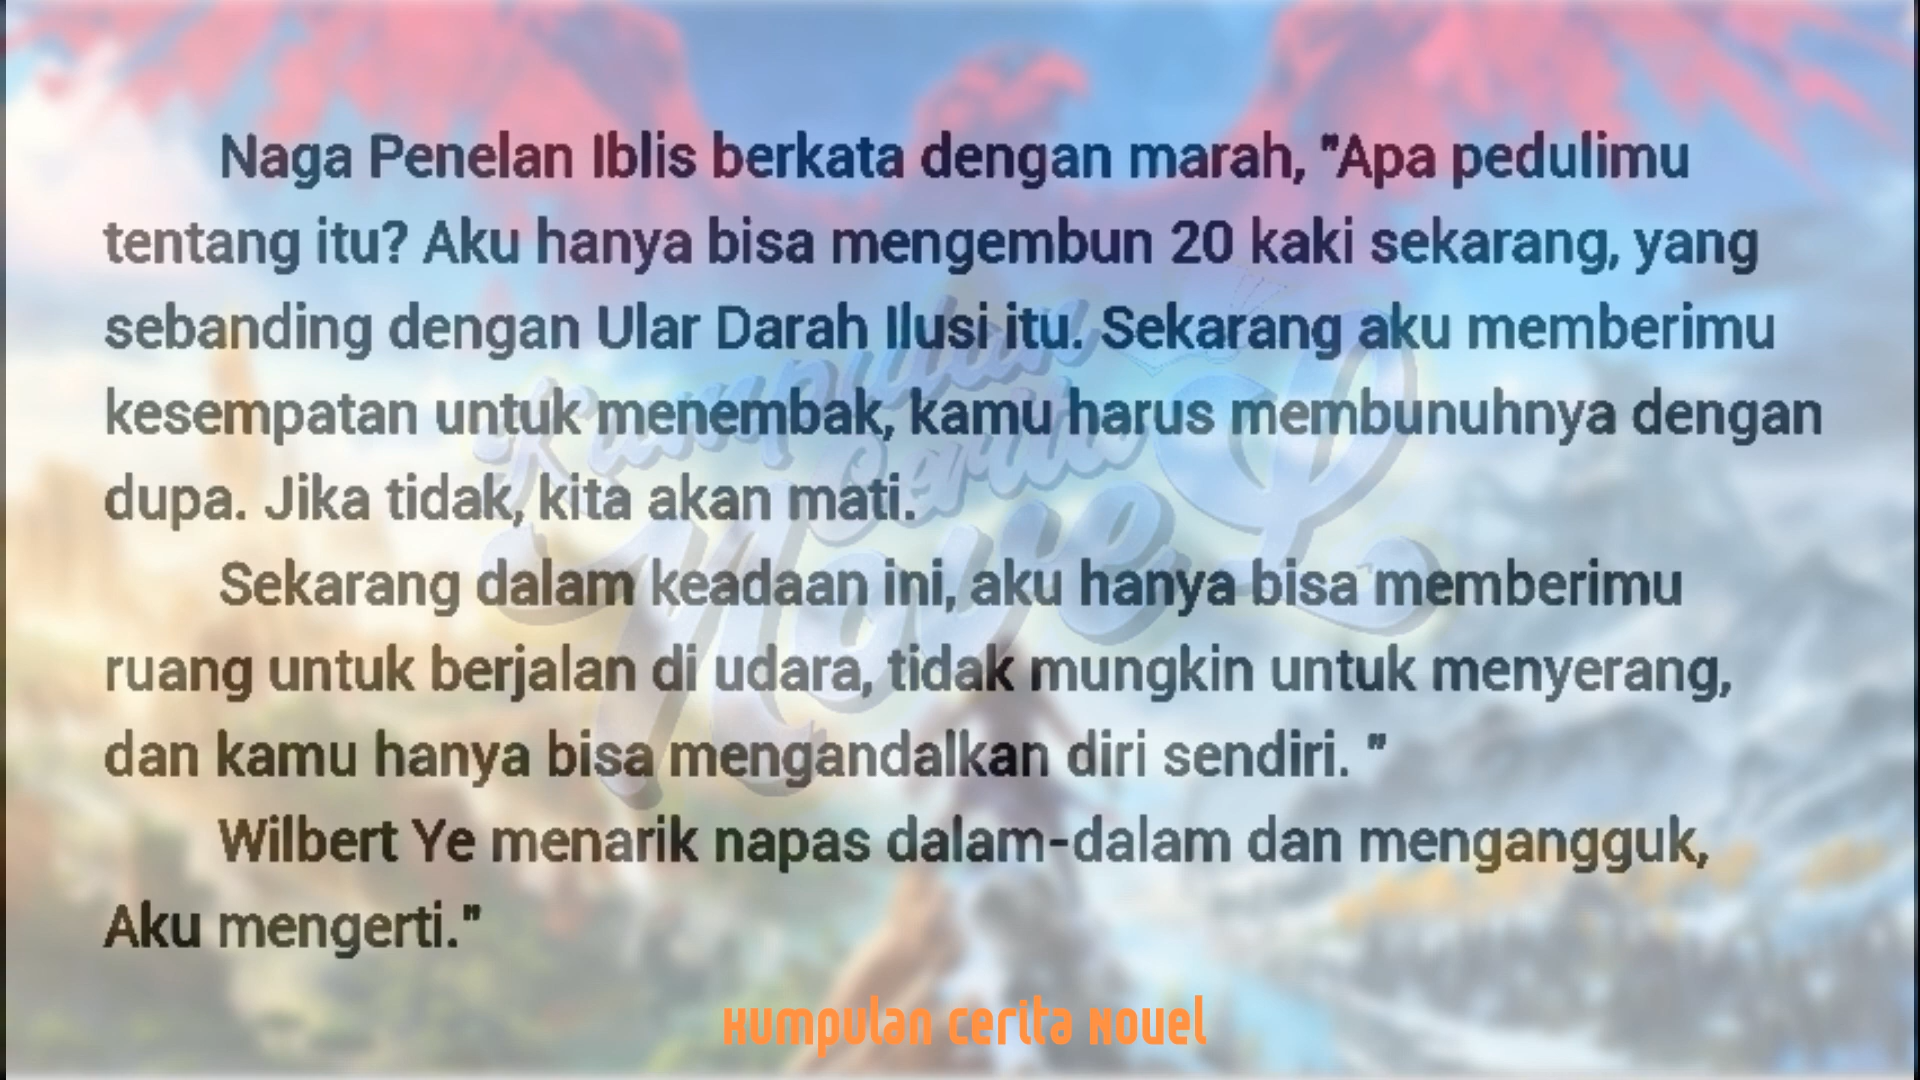 Naga Penelan Iblis berkata dengan marah, "Apa pedulimu
tentang itu? Aku hanya bisa mengembun 20 kaki sekarang, yang
sebanding dengan Ular Darah Ilusi itu. Sekarang aku memberimu
kesempatan untuk menembak, kamu harus membunuhnya dengan
dupa. Jika tidak, kita akan mati.
Sekarang dalam keadaan ini, aku hanya bisa memberimu
ruang untuk berjalan di udara, tidak mungkin untuk menyerang,
dan kamu hanya bisa mengandalkan diri sendiri. "
Wilbert Ye menarik napas dalam-dalam dan mengangguk,
Aku mengerti."
Kumpulan
Cerita
Novel
Kumpulan Cerita Novel